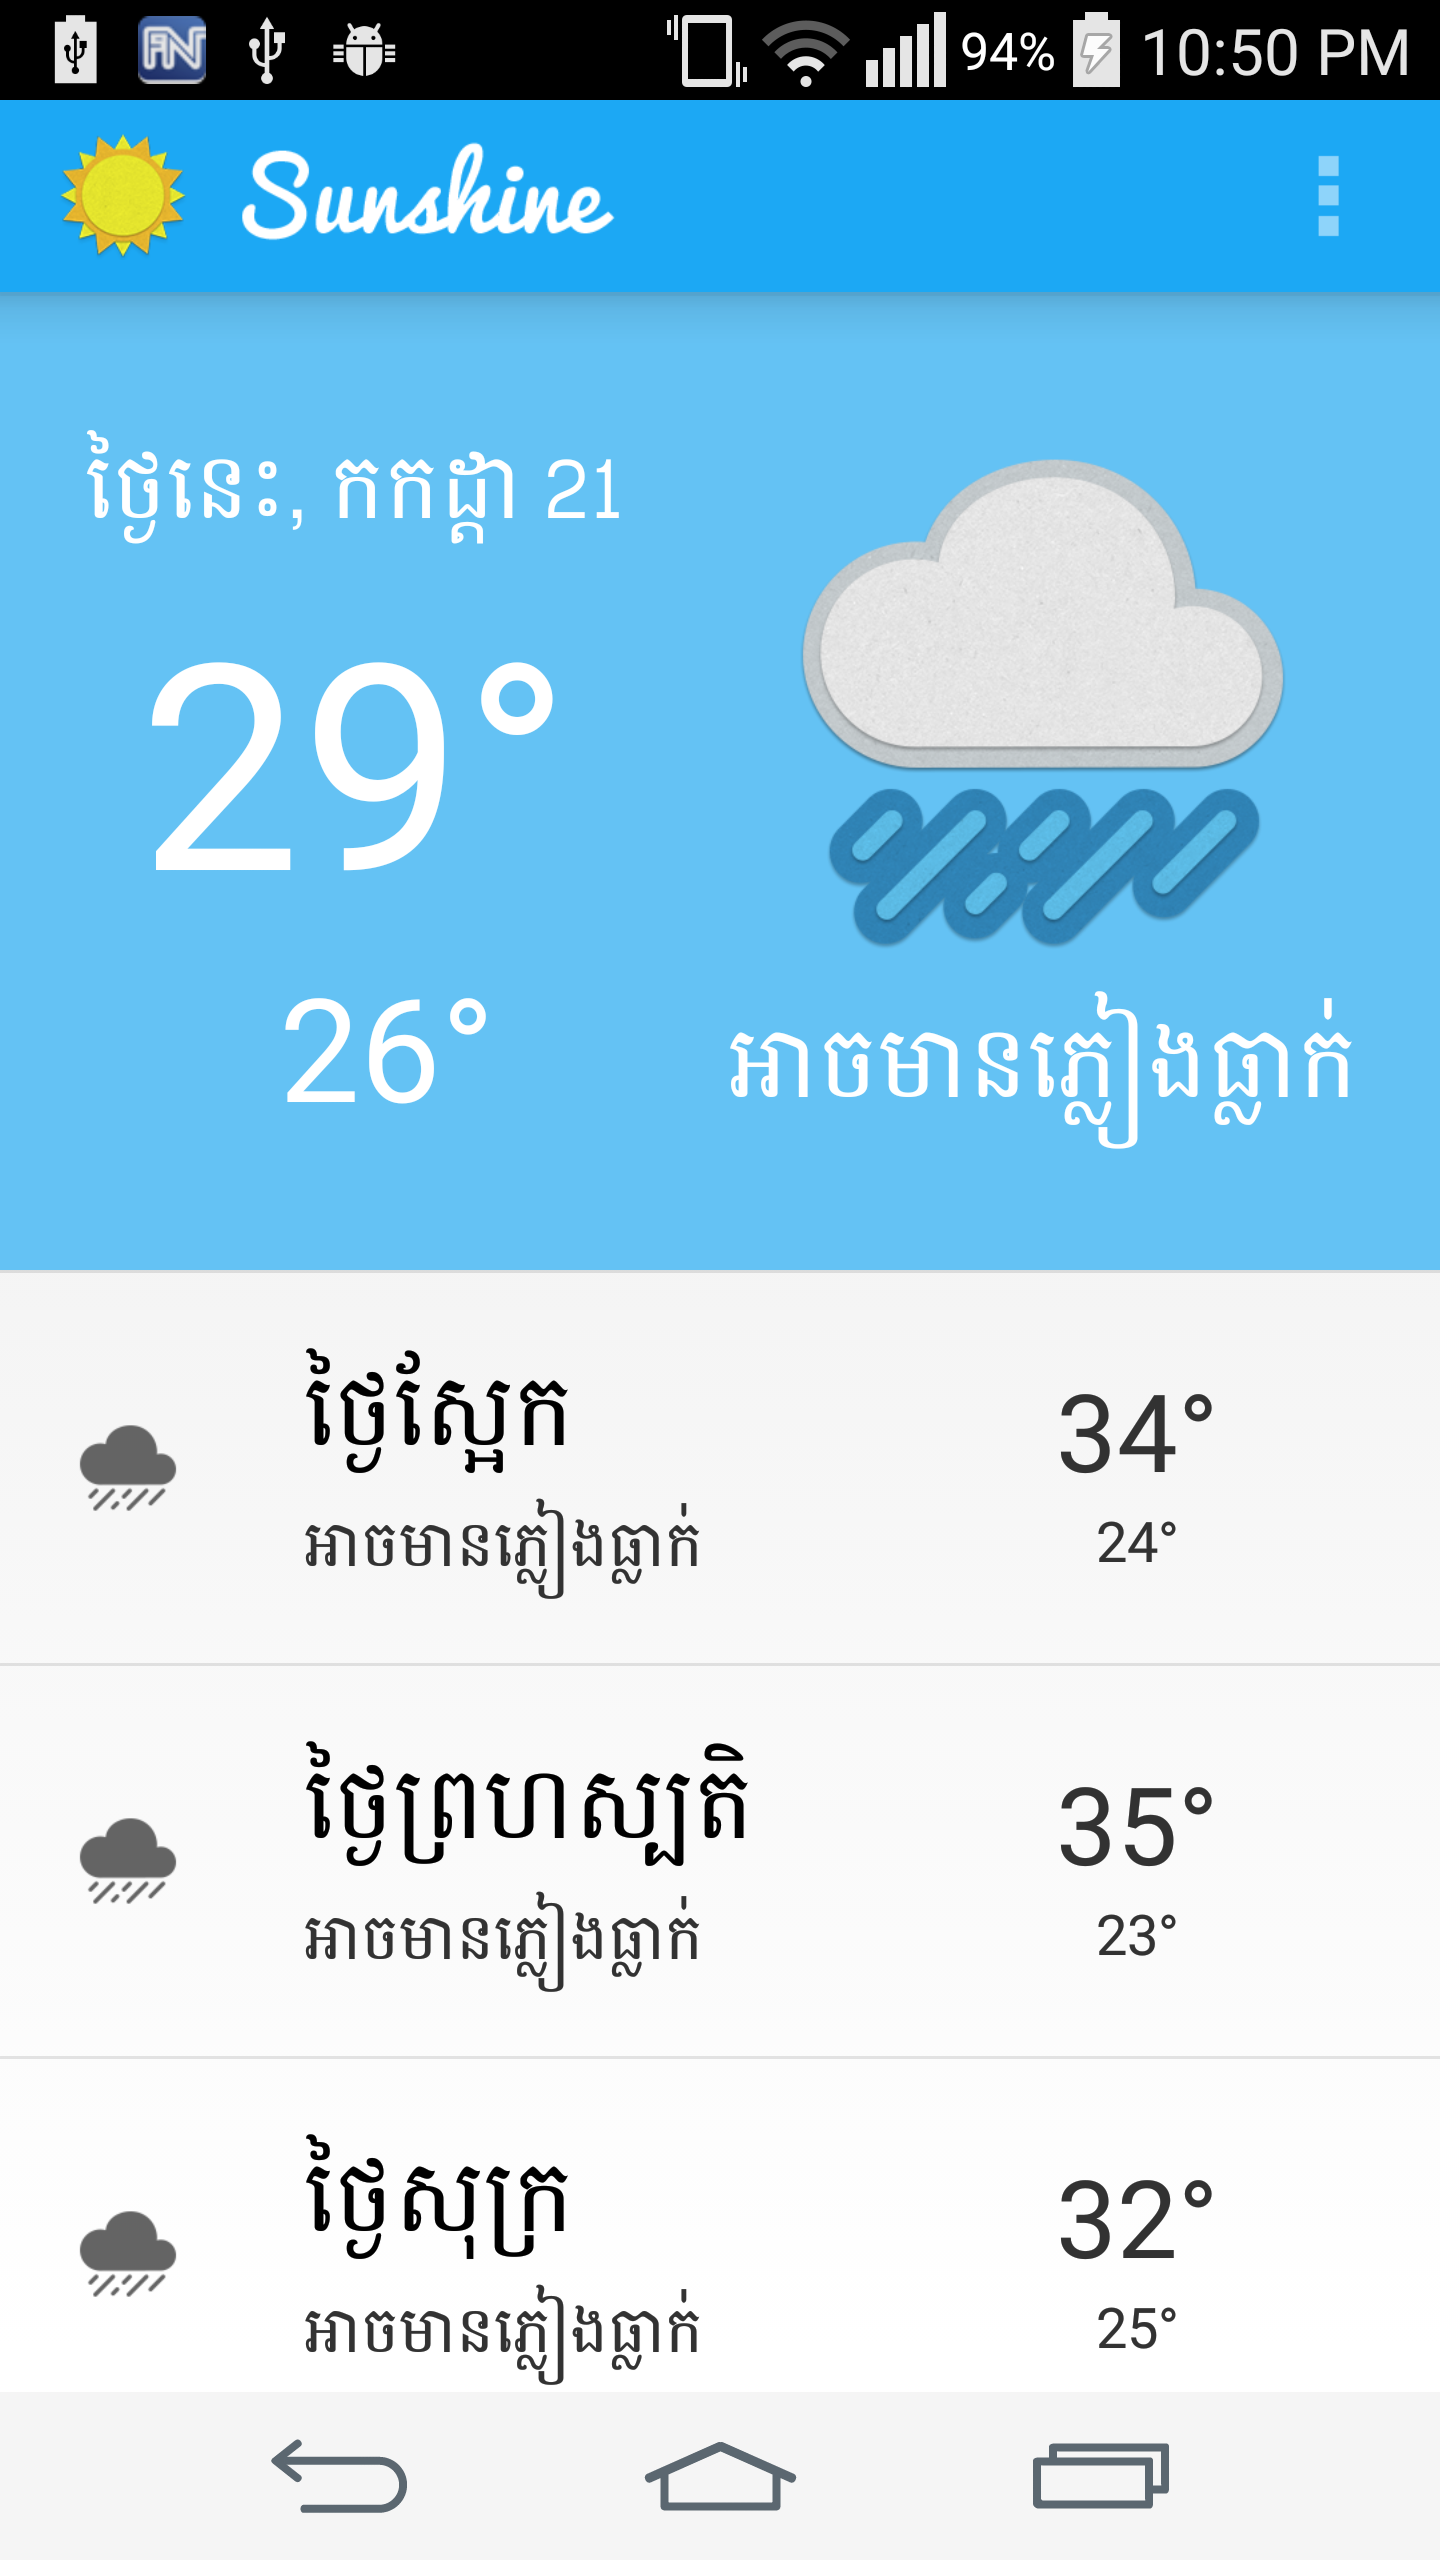 94% 10:50 PM
Sunshine
ថ្ងៃនេះ, កកដ្ដា 21
29°
26°
អាចមានភ្លៀងធ្លាក់
ថ្ងៃស្អែក
34°
អាចមានភ្លៀងធ្លាក់
24°
ថ្ងៃព្រហស្បតិ
35°
អាចមានភ្លៀងធ្លាក់
23°
ថ្ងៃសុក្រ
32°
អាចមានភ្លៀងធ្លាក់
25°